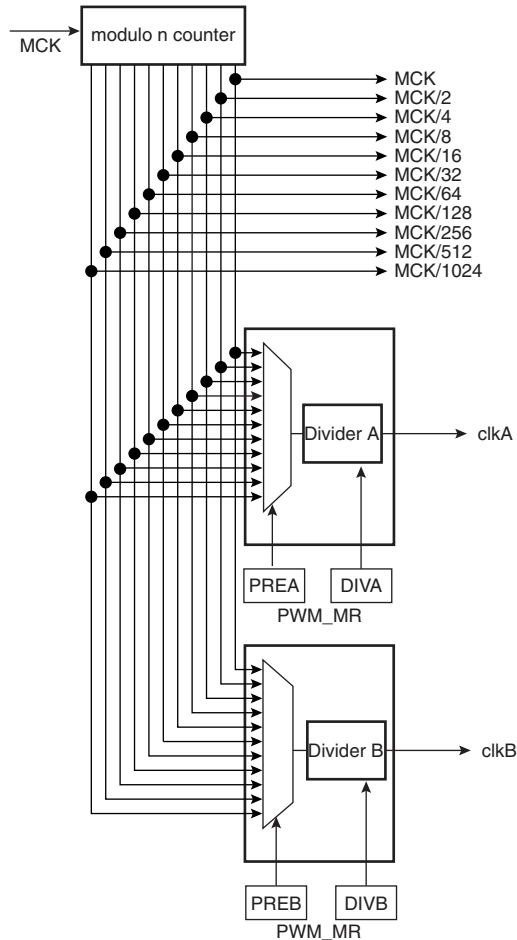 modulo n counter
MCK
MCK
MCK/2
MCK/4
MCK/8
MCK/16
MCK/32
MCK/64
MCK/128
MCK/256
MCK/512
MCK/1024
Divider A
clkA
PREA
DIVA
PWM_MR
Divider B
clkB
PREB
DIVB
PWM_MR